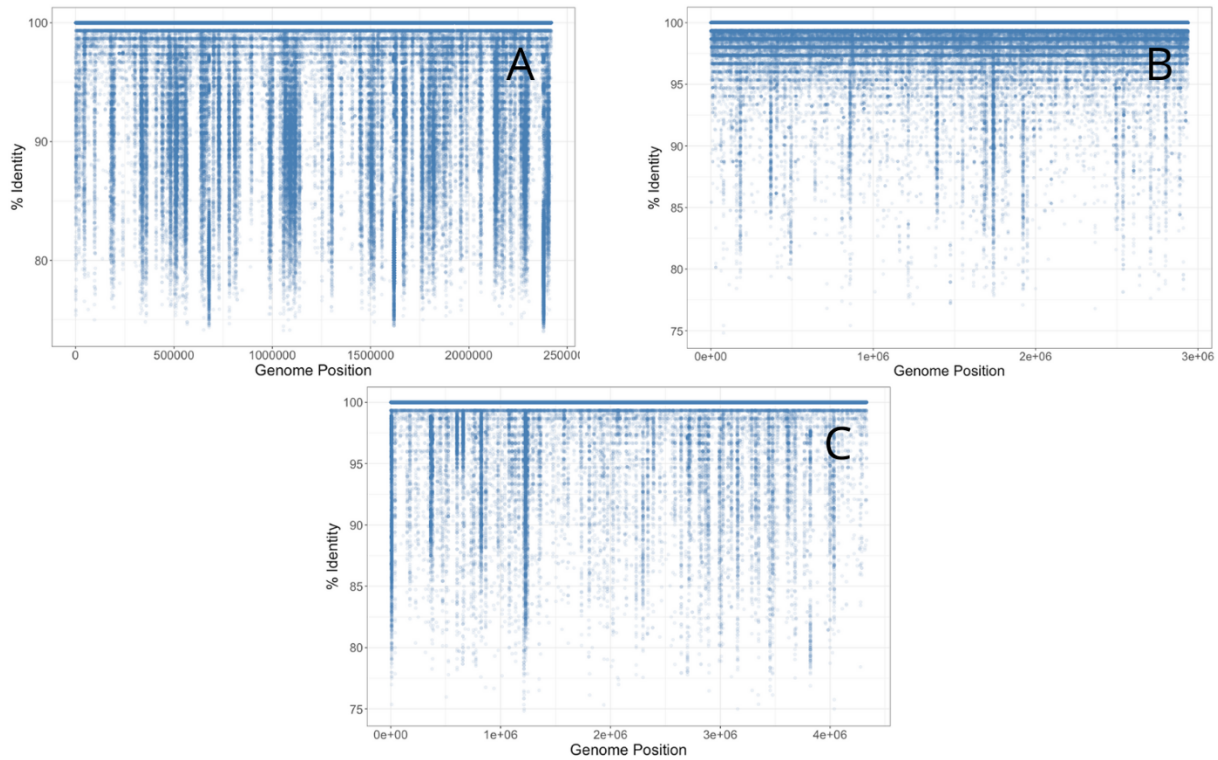 A
% Identity
100
90
80
0
500000
1000000
1500000
2000000
250000
Genome Position
B
% Identity
100
95
90
85
80
75
0e+00
1e+06
2e+06
3e+06
Genome Position
C
% Identity
100
95
90
85
80
75
0e+00
1e+06
2e+06
3e+06
4e+06
Genome Position